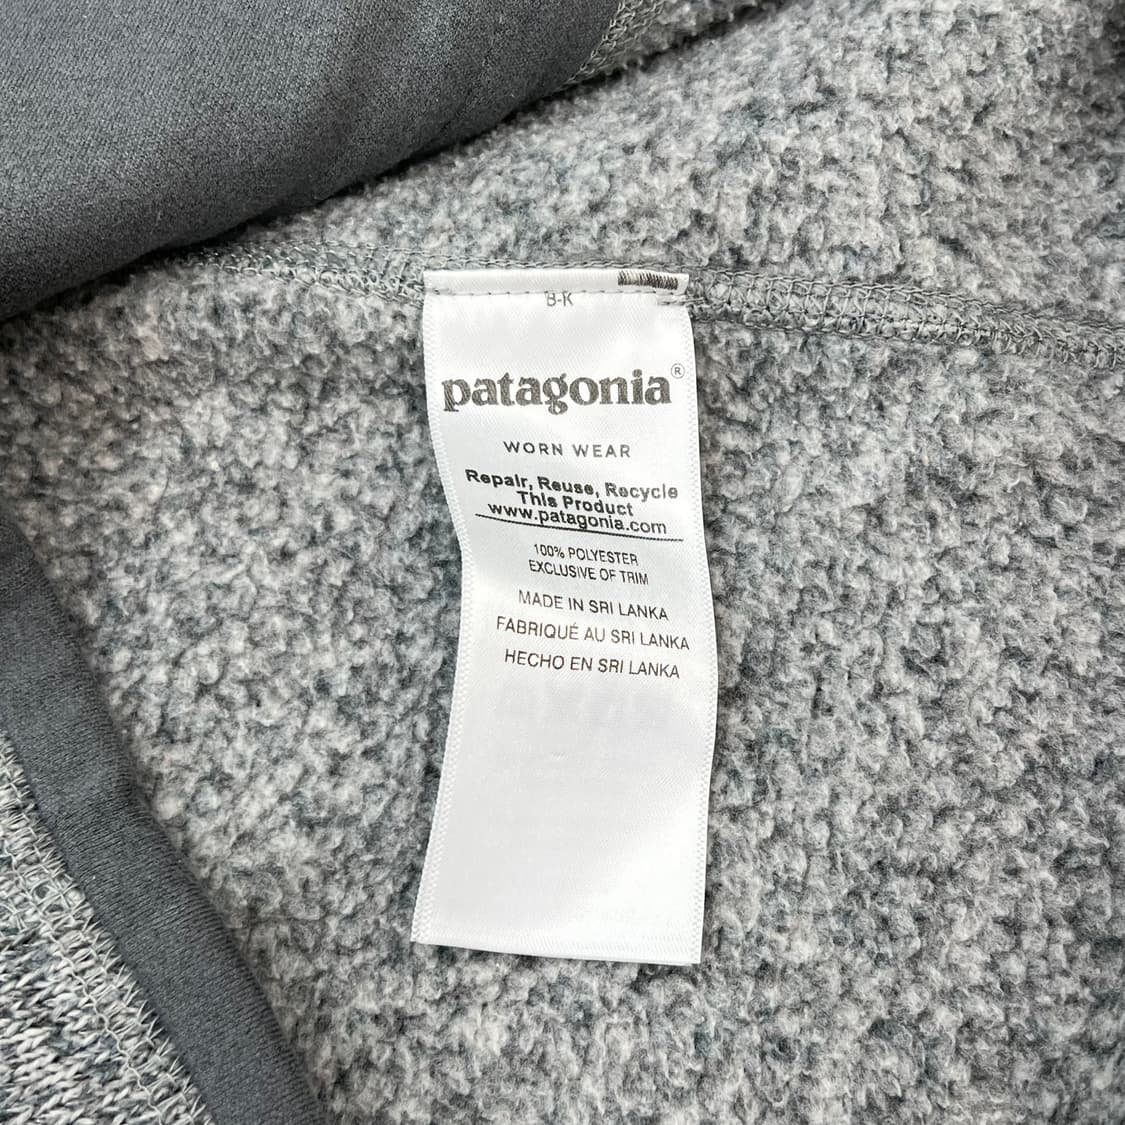 B-K
patagonia®
WORN WEAR
Repair, Reuse, Recycle
This Product
www.patagonia.com
100% POLYESTER
EXCLUSIVE OF TRIM
MADE IN SRI LANKA
FABRIQUÉ AU SRI LANKA
HECHO EN SRI LANKA